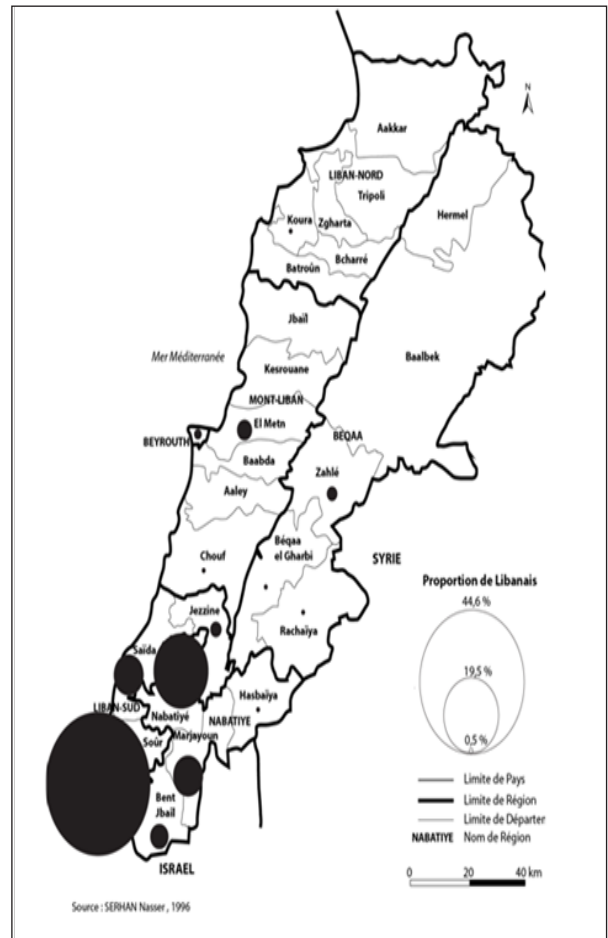 N
Aakkar
LIBAN-NORD
Tripoli
Hermel
Koura
Zgharta
Bcharré
Batroûn
Jbaïl
Mer Méditerranée
Baalbek
Kesrouane
MONT-LIBAN
El Metn
BEYROUTH
BEQAA
Baabda
Zahlé
Aaley
Béqaa
el Gharbi
Chouf
SYRIE
Proportion de Libanais
44,6 %
Jezzine
Rachaïya
Saïda
19,5 %
Hasbaïya
LIBAN-SUD
Nabatiyé
NABATIYE
Marjayoun
Soûr
0,5 %
Limite de Pays
Bent
Jbaïl
Limite de Région
Limite de Départer
NABATIYE Nom de Région
ISRAEL
0 20 40 km
Source : SERHAN Nasser , 1996